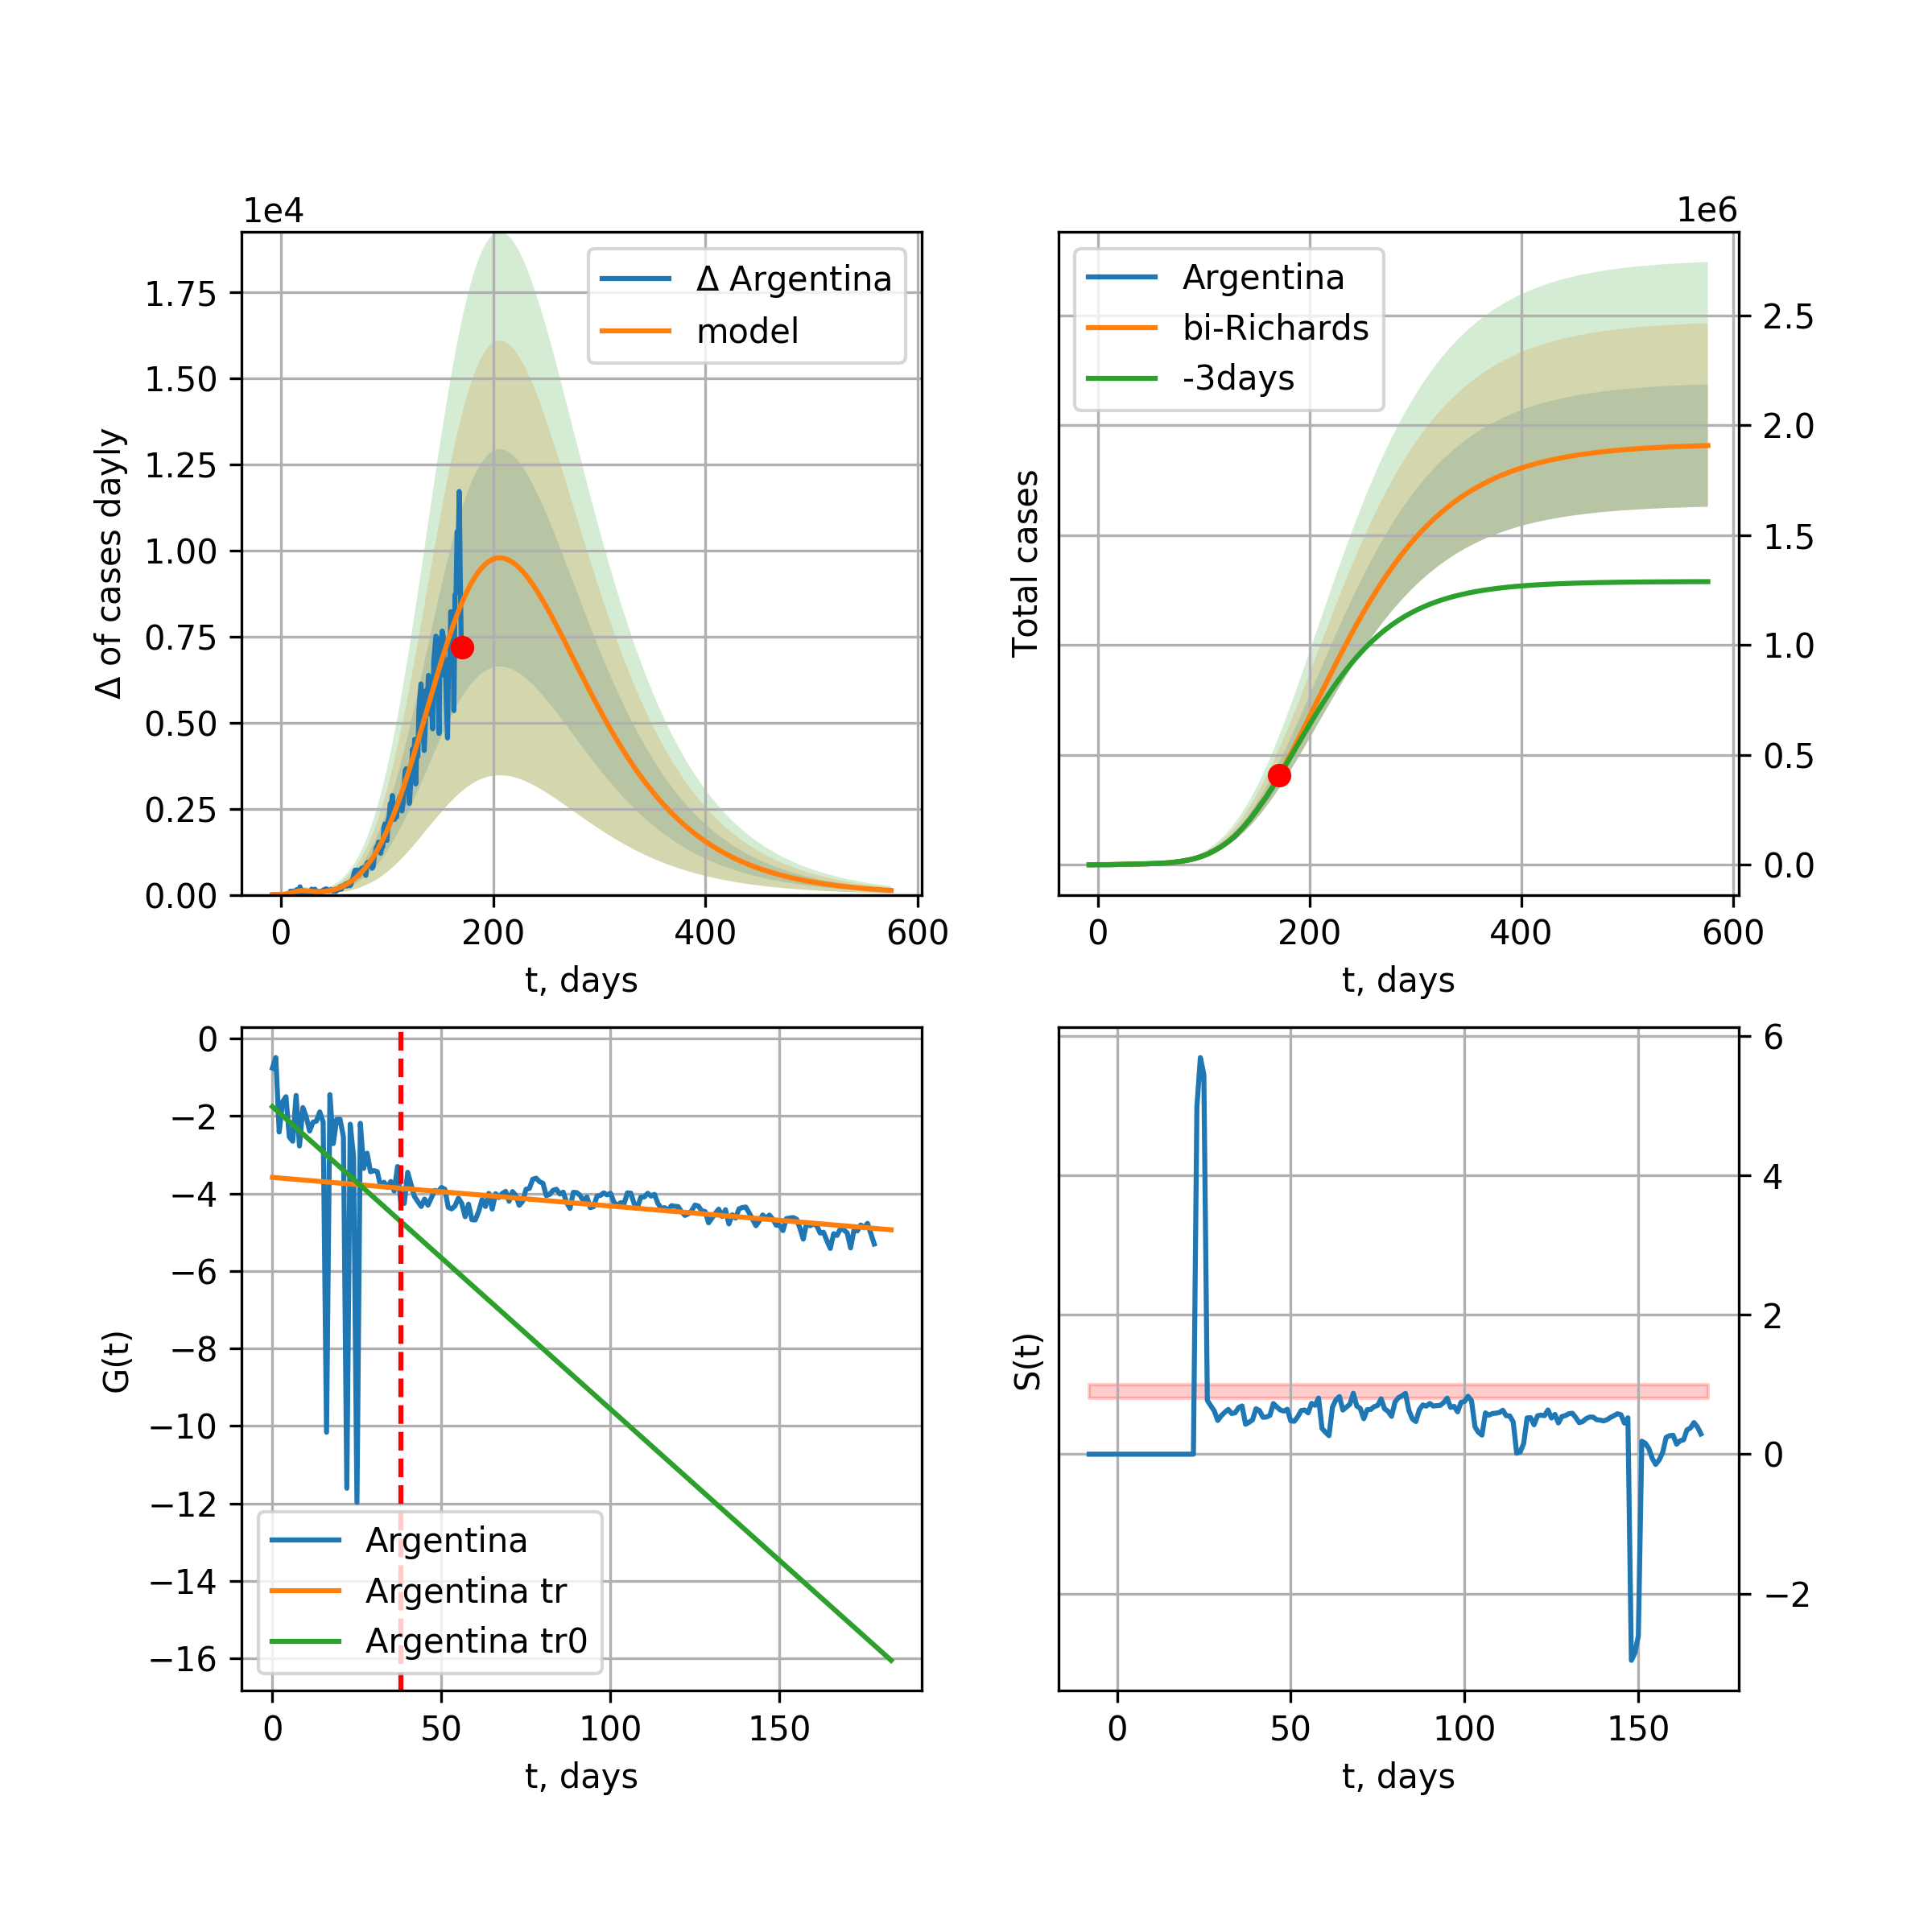 1e4
Δ of cases dayly
1.75
1.50
1.25
1.00
0.75
0.50
0.25
0.00
Δ Argentina
model
0 200 400 600
t, days
1e6
Total cases
Argentina
bi-Richards
-3days
2.5
2.0
1.5
1.0
0.5
0.0
0 200 400 600
t, days
G(t)
0
−2
−4
−6
−8
−10
−12
−14
−16
Argentina
Argentina tr
Argentina tr0
0 50 100 150
t, days
S(t)
6
4
2
0
−2
0 50 100 150
t, days